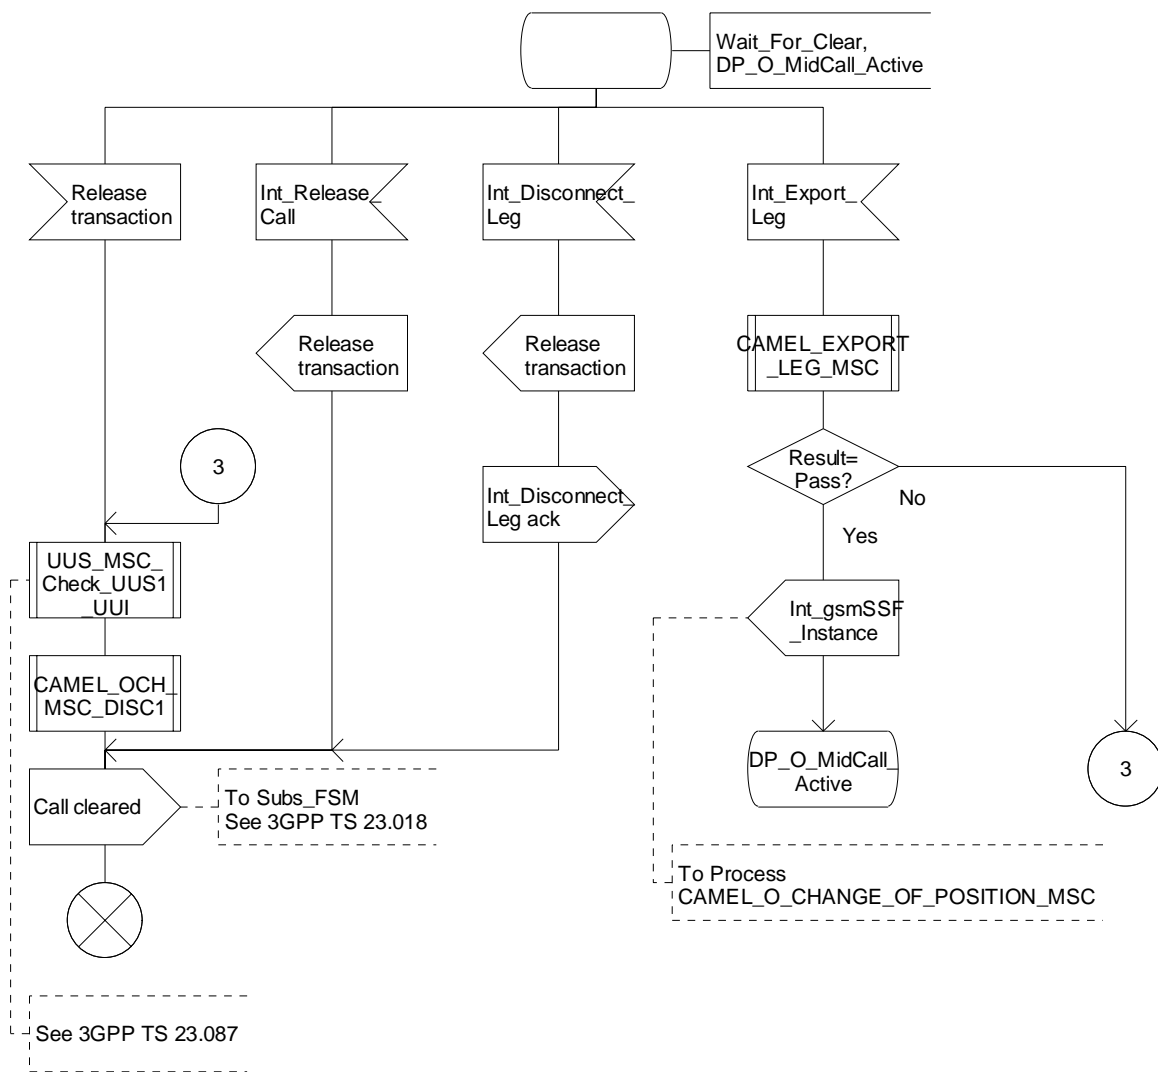 Wait_For_Clear,
DP_O_MidCall_Active
Release
transaction
Int_Release_
Call
Int_Disconnect_
Leg
Int_Export_
Leg
Release
transaction
Release
transaction
CAMEL_EXPORT
_LEG_MSC
3
Int_Disconnect_
Leg ack
Result=
Pass?
No
Yes
UUS_MSC_
Check_UUS1
_UUI
Int_gsmSSF
_Instance
CAMEL_OCH_
MSC_DISC1
DP_O_MidCall_
Active
3
Call cleared
To Subs_FSM
See 3GPP TS 23.018
To Process
CAMEL_O_CHANGE_OF_POSITION_MSC
See 3GPP TS 23.087